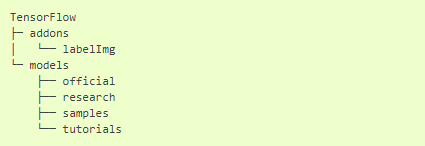 TensorFlow
├─ addons
│   └── labelImg
└─ models
    ├── official
    ├── research
    ├── samples
    └── tutorials